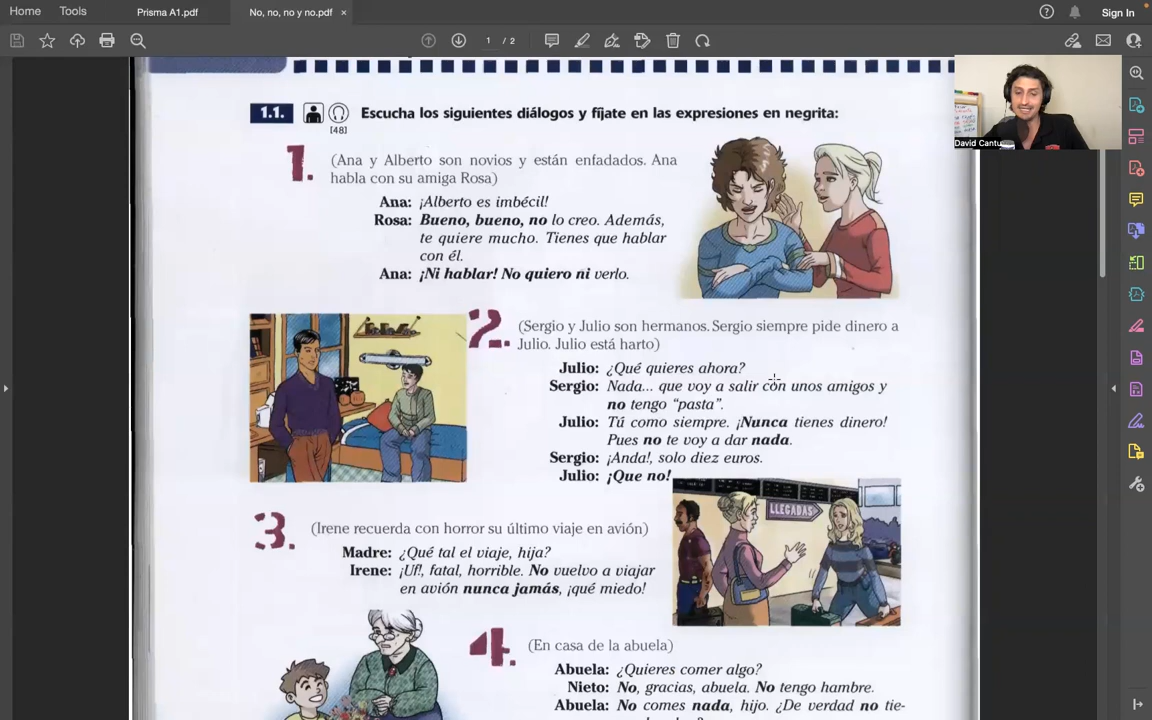 Home
Tools
Prisma A1.pdf
No, no, no y no.pdf ×
Sign In
1 / 2
David Cantu
1.1.
[48]
Escucha los siguientes diálogos y fíjate en las expresiones en negrita:
1.
(Ana y Alberto son novios y están enfadados. Ana
habla con su amiga Rosa)
Ana: ¡Alberto es imbécil!
Rosa: Bueno, bueno, no lo creo. Además,
te quiere mucho. Tienes que hablar
con él.
Ana: ¡Ni hablar! No quiero ni verlo.
2.
(Sergio y Julio son hermanos. Sergio siempre pide dinero a
Julio. Julio está harto)
Julio: ¿Qué quieres ahora?
Sergio: Nada... que voy a salir con unos amigos y
no tengo “pasta”.
Julio: Tú como siempre. ¡Nunca tienes dinero!
Pues no te voy a dar nada.
Sergio: ¡Anda!, solo diez euros.
Julio: ¡Que no!
LLEGADAS
3.
(Irene recuerda con horror su último viaje en avión)
Madre: ¿Qué tal el viaje, hija?
Irene: ¡Uf!, fatal, horrible. No vuelvo a viajar
en avión nunca jamás, ¡qué miedo!
4.
(En casa de la abuela)
Abuela: ¿Quieres comer algo?
Nieto: No, gracias, abuela. No tengo hambre.
Abuela: No comes nada, hijo. ¿De verdad no tie-